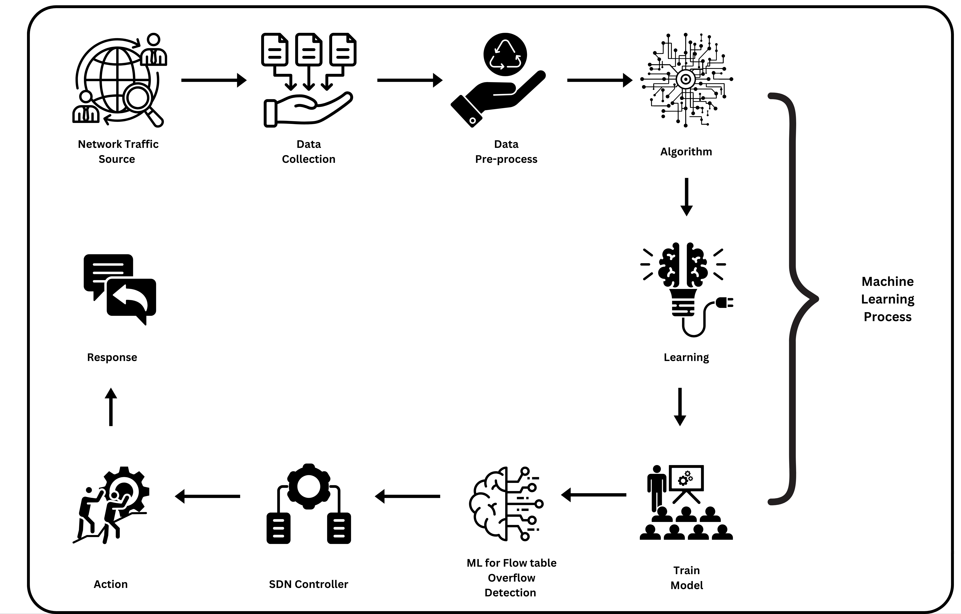 Network Traffic
Source
Data
Collection
Data
Pre-process
Algorithm
Machine
Learning
Process
Response
Learning
Action
SDN Controller
ML for Flow table
Overflow
Detection
Train
Model